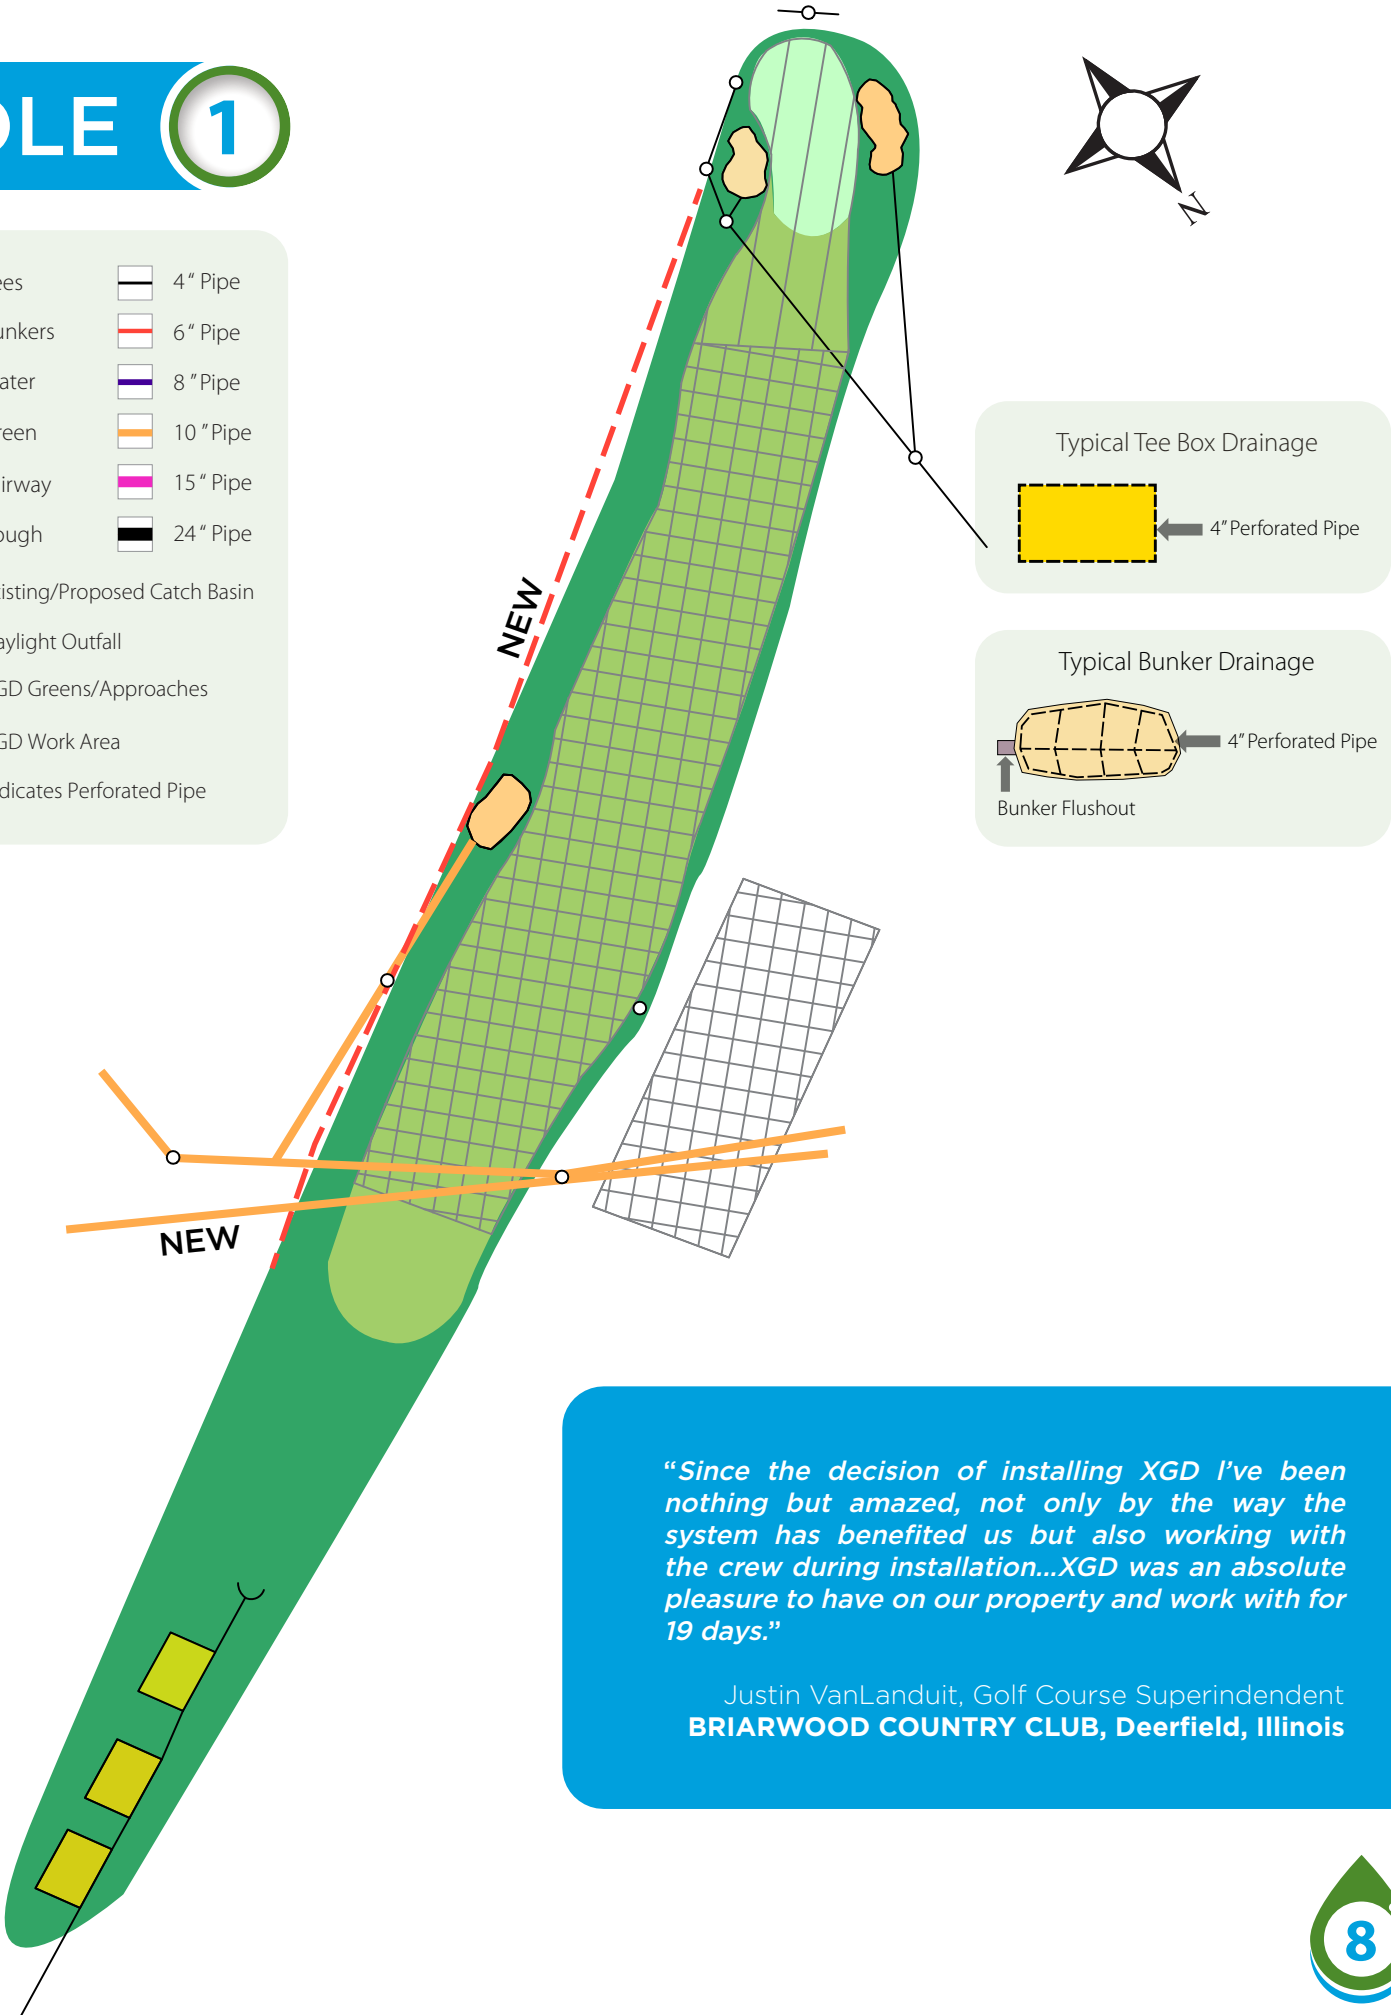 OLE 1
ees
unkers
ater
reen
irway
ough
4“ Pipe
6“ Pipe
8 ” Pipe
10 ” Pipe
15“ Pipe
24“ Pipe
xisting/Proposed Catch Basin
aylight Outfall
GD Greens/Approaches
GD Work Area
dicates Perforated Pipe
N
NEW
NEW
Typical Tee Box Drainage
4” Perforated Pipe
Typical Bunker Drainage
4” Perforated Pipe
Bunker Flushout
“Since the decision of installing XGD I’ve been
nothing but amazed, not only by the way the
system has benefited us but also working with
the crew during installation...XGD was an absolute
pleasure to have on our property and work with for
19 days.”
Justin VanLanduit, Golf Course Superindendent
BRIARWOOD COUNTRY CLUB, Deerfield, Illinois
8